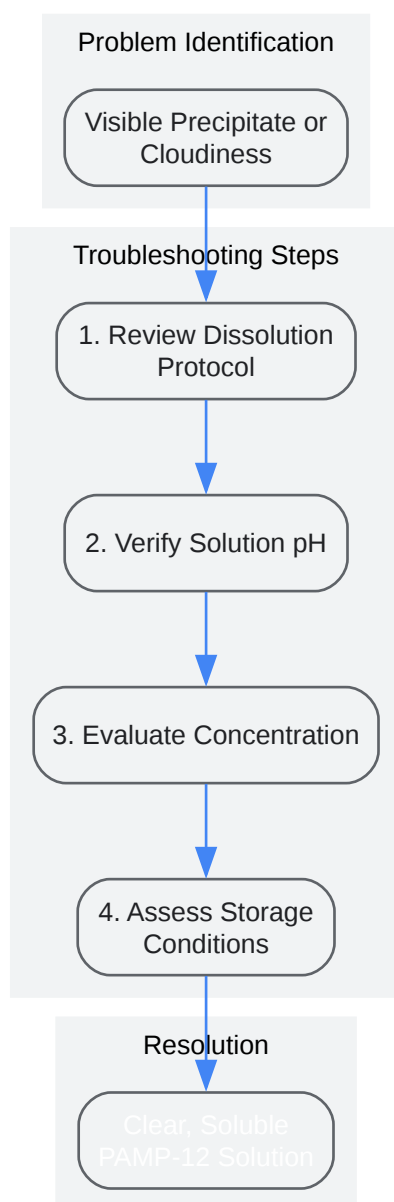 Problem Identification
Visible Precipitate or
Cloudiness
Troubleshooting Steps
1. Review Dissolution
Protocol
2. Verify Solution pH
3. Evaluate Concentration
4. Assess Storage
Conditions
Resolution
Clear, Soluble
PAMP-12 Solution